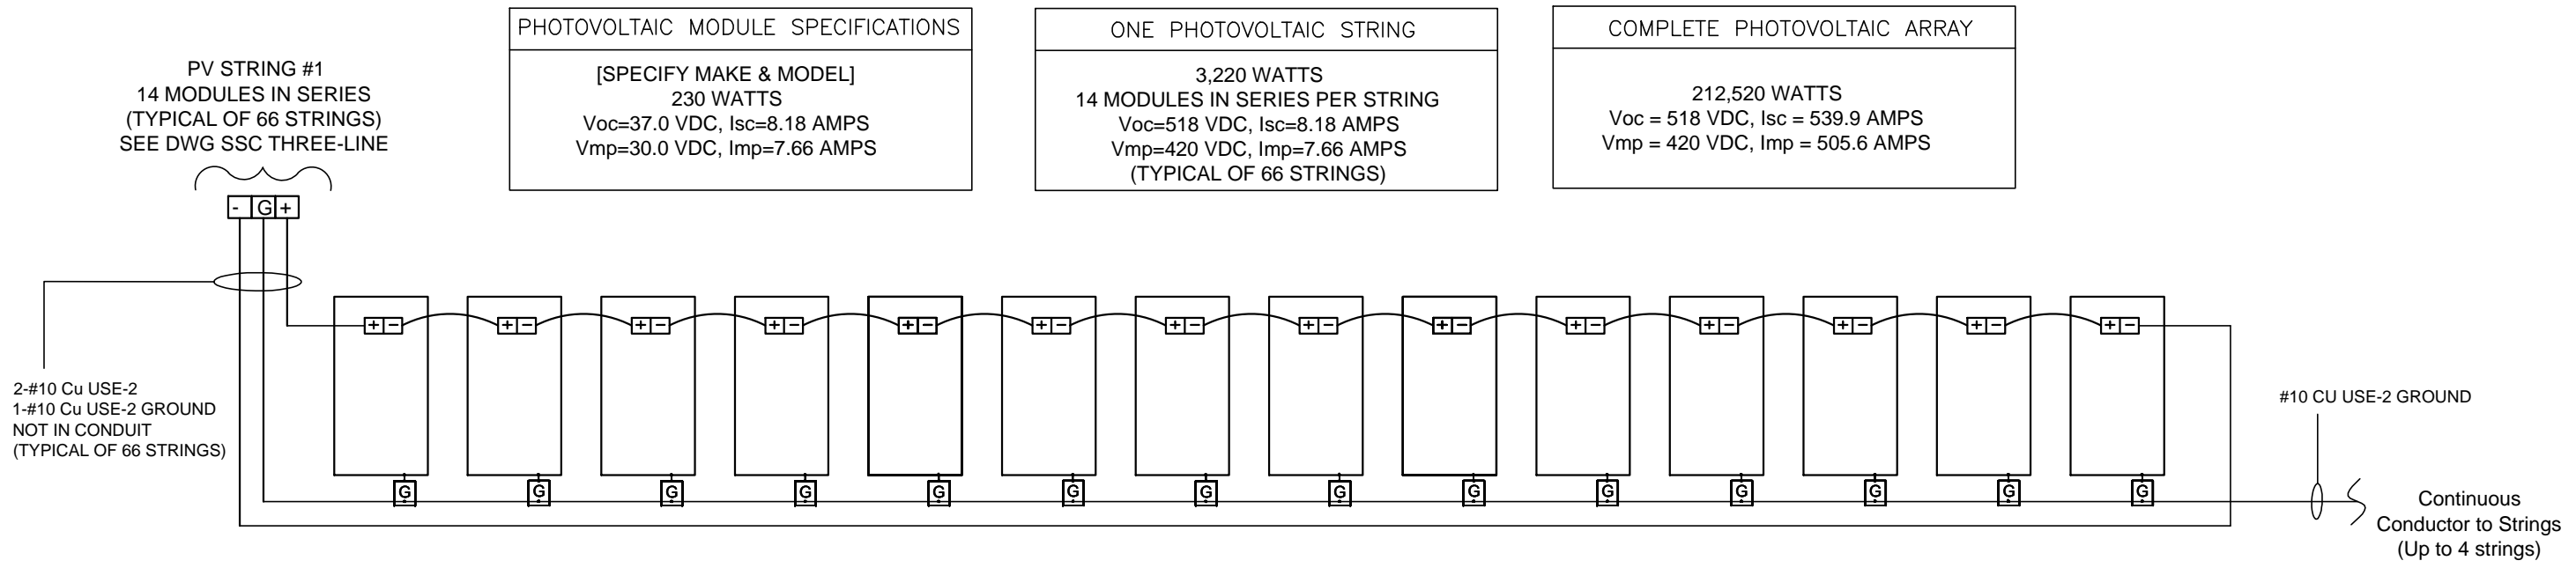 PHOTOVOLTAIC MODULE SPECIFICATIONS
[SPECIFY MAKE & MODEL]
230 WATTS
Voc=37.0 VDC, Isc=8.18 AMPS
Vmp=30.0 VDC, Imp=7.66 AMPS
ONE PHOTOVOLTAIC STRING
3,220 WATTS
14 MODULES IN SERIES PER STRING
Voc=518 VDC, Isc=8.18 AMPS
Vmp=420 VDC, Imp=7.66 AMPS
(TYPICAL OF 66 STRINGS)
COMPLETE PHOTOVOLTAIC ARRAY
212,520 WATTS
Voc = 518 VDC, Isc = 539.9 AMPS
Vmp = 420 VDC, Imp = 505.6 AMPS
PV STRING #1
14 MODULES IN SERIES
(TYPICAL OF 66 STRINGS)
SEE DWG SSC THREE-LINE
- G +
+ - + - + - + - + - + - + - + - + - + - + - + - + - + -
2-#10 Cu USE-2
1-#10 Cu USE-2 GROUND
NOT IN CONDUIT
(TYPICAL OF 66 STRINGS)
G G G G G G G G G G G G G G
#10 CU USE-2 GROUND
Continuous
Conductor to Strings
(Up to 4 strings)